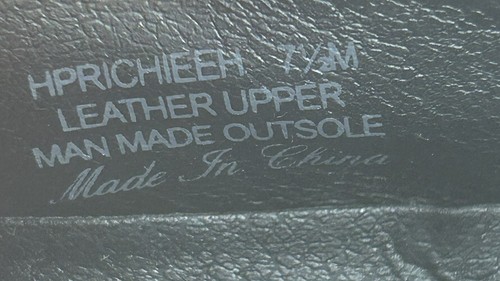 HPRICHIEEH 7½M
LEATHER UPPER
MAN MADE OUTSOLE
Made In China